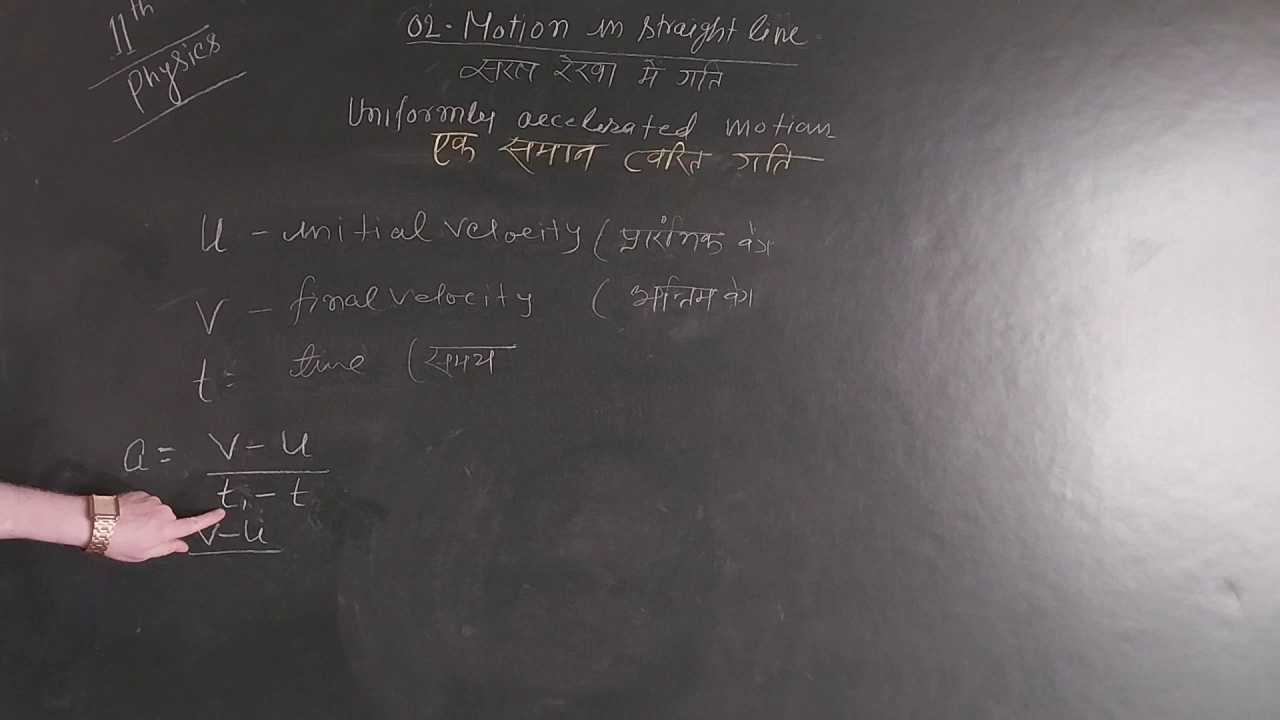 11th
Physics
02. Motion in straight line
सरल रेखा में गति
Uniformly accelerated motion
एक समान त्वरित गति
u - initial velocity (प्रारंभिक वेग
v - final velocity (अन्तिम वेग
t = time (समय
a = v - u
t₁ - t
v - u